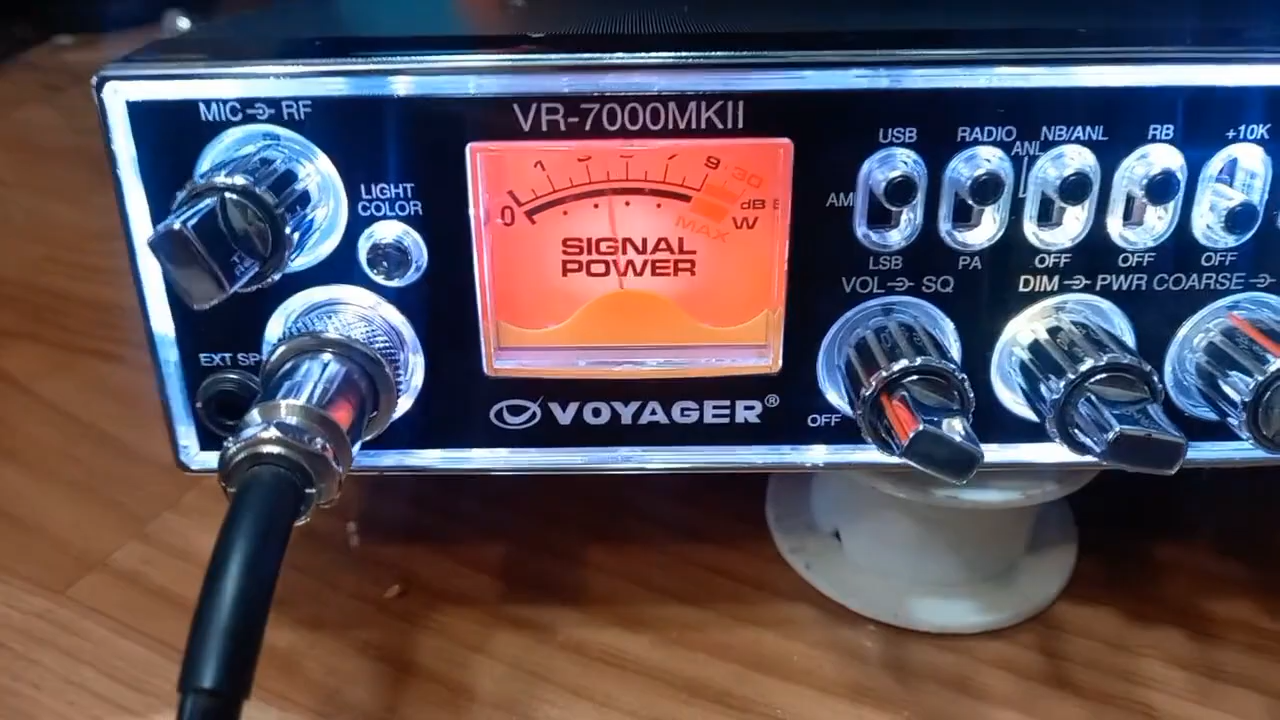 MIC RF
VR-7000MKII
USB
RADIO
NB/ANL
RB
+10K
ANL
LIGHT
COLOR
1 9 30
0
dB
W
MAX
AM
SIGNAL
POWER
LSB
PA
OFF
OFF
OFF
VOL SQ
DIM PWR
COARSE
EXT SP
VOYAGER®
OFF